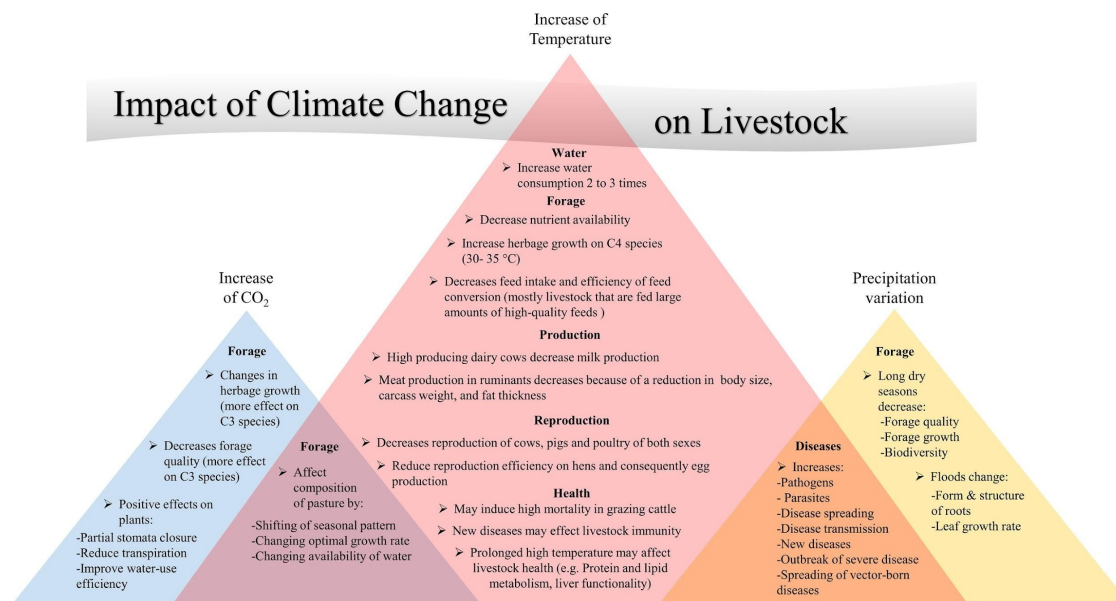 Increase of
Temperature
Impact of Climate Change
on Livestock
Water
➢ Increase water
consumption 2 to 3 times
Forage
➢ Decrease nutrient availability
➢ Increase herbage growth on C4 species
(30- 35 °C)
➢ Decreases feed intake and efficiency of feed
conversion (mostly livestock that are fed large
amounts of high-quality feeds )
Production
➢ High producing dairy cows decrease milk production
➢ Meat production in ruminants decreases because of a reduction in body size,
carcass weight, and fat thickness
Reproduction
➢ Decreases reproduction of cows, pigs and poultry of both sexes
➢ Reduce reproduction efficiency on hens and consequently egg
production
Health
➢ May induce high mortality in grazing cattle
➢ New diseases may effect livestock immunity
➢ Prolonged high temperature may affect
livestock health (e.g. Protein and lipid
metabolism, liver functionality)
Increase
of CO₂
Forage
➢ Changes in
herbage growth
(more effect on
C3 species)
➢ Decreases forage
quality (more effect
on C3 species)
➢ Positive effects on
plants:
-Partial stomata closure
-Reduce transpiration
-Improve water-use
efficiency
Forage
➢ Affect
composition
of pasture by:
-Shifting of seasonal pattern
-Changing optimal growth rate
-Changing availability of water
Precipitation
variation
Forage
➢ Long dry
seasons
decrease:
-Forage quality
-Forage growth
-Biodiversity
➢ Floods change:
-Form & structure
of roots
-Leaf growth rate
Diseases
➢ Increases:
-Pathogens
- Parasites
-Disease spreading
-Disease transmission
-New diseases
-Outbreak of severe disease
-Spreading of vector-born
diseases